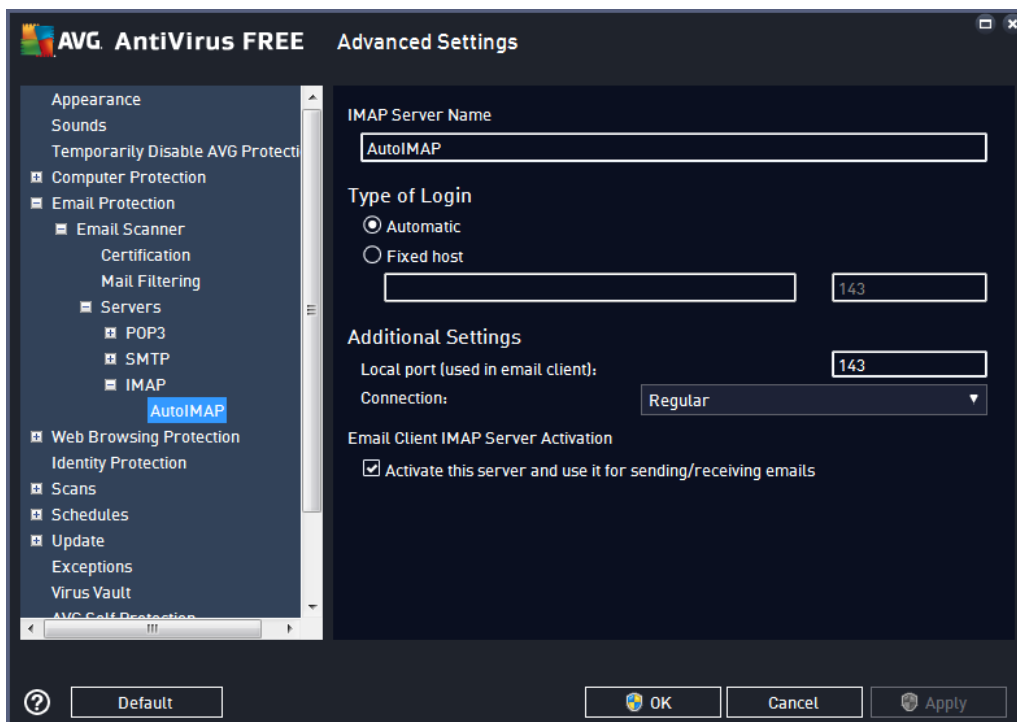 AVG. AntiVirus FREE
Advanced Settings
Appearance
Sounds
Temporarily Disable AVG Protecti
Computer Protection
Email Protection
Email Scanner
Certification
Mail Filtering
Servers
POP3
SMTP
IMAP
AutoIMAP
Web Browsing Protection
Identity Protection
Scans
Schedules
Update
Exceptions
Virus Vault
AVG Self Protection
IMAP Server Name
AutoIMAP
Type of Login
Automatic
Fixed host
143
Additional Settings
Local port (used in email client):
143
Connection:
Regular
Email Client IMAP Server Activation
Activate this server and use it for sending/receiving emails
Default
OK
Cancel
Apply